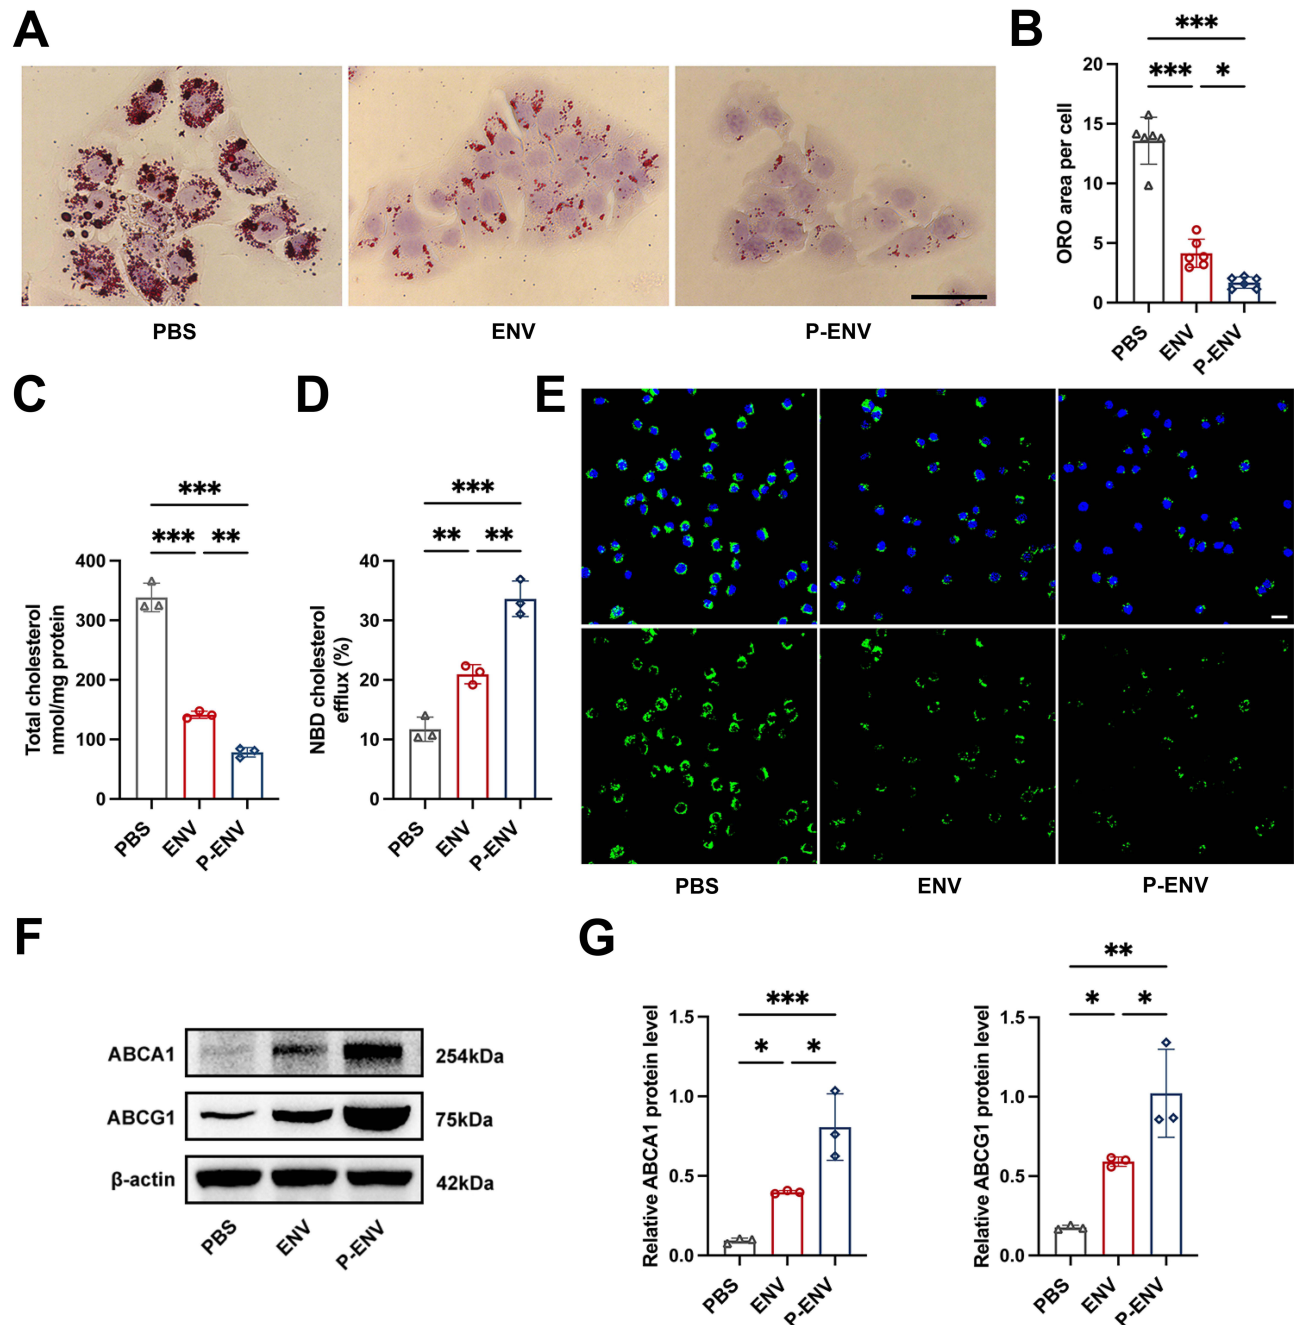 A
PBS
ENV
P-ENV
B
***
***
*
ORO area per cell
20
15
10
5
0
PBS
ENV
P-ENV
C
***
***
**
Total cholesterol
nmol/mg protein
400
300
200
100
0
PBS
ENV
P-ENV
D
***
**
**
NBD cholesterol
efflux (%)
40
30
20
10
0
PBS
ENV
P-ENV
E
PBS
ENV
P-ENV
F
ABCA1
254kDa
ABCG1
75kDa
β-actin
42kDa
PBS
ENV
P-ENV
G
***
*
*
Relative ABCA1 protein level
1.5
1.0
0.5
0.0
PBS
ENV
P-ENV
**
*
*
Relative ABCG1 protein level
1.5
1.0
0.5
0.0
PBS
ENV
P-ENV